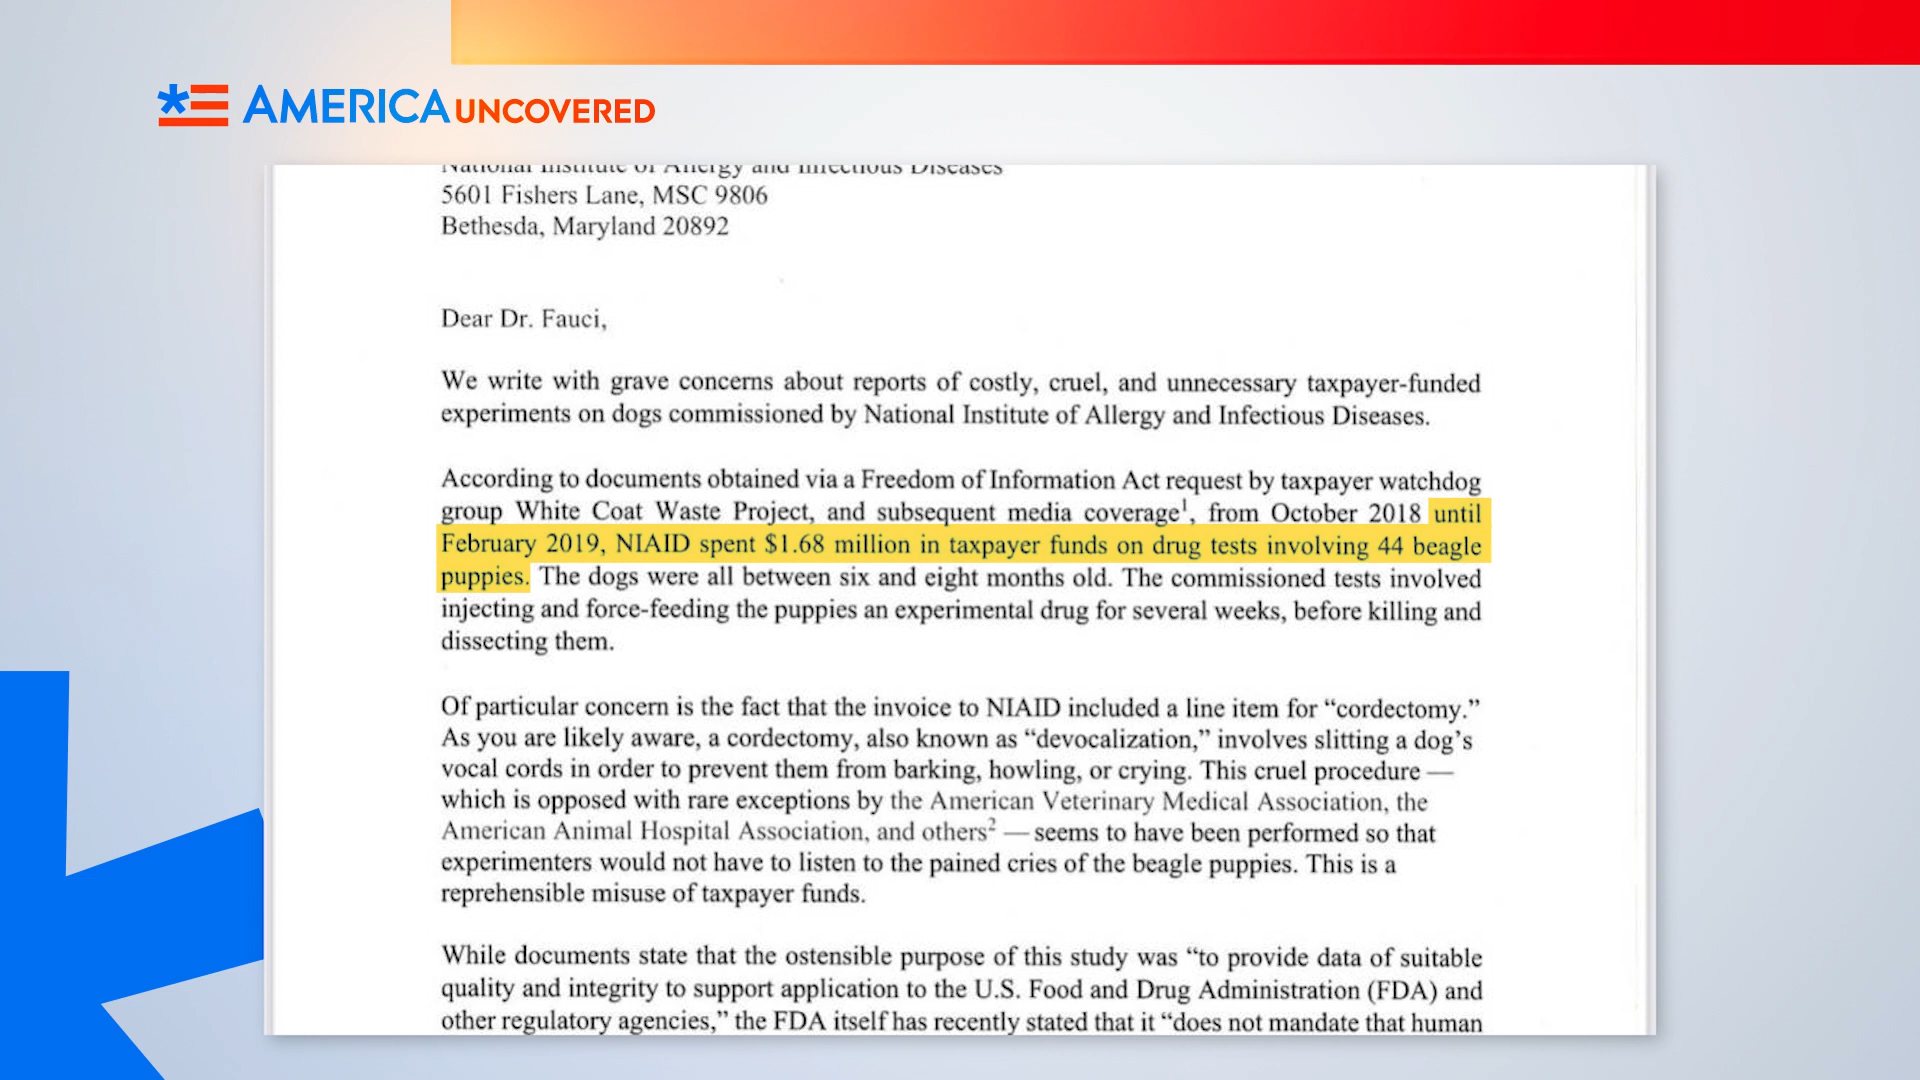 AMERICA UNCOVERED
National Institute of Allergy and Infectious Diseases
5601 Fishers Lane, MSC 9806
Bethesda, Maryland 20892
Dear Dr. Fauci,
We write with grave concerns about reports of costly, cruel, and unnecessary taxpayer-funded
experiments on dogs commissioned by National Institute of Allergy and Infectious Diseases.
According to documents obtained via a Freedom of Information Act request by taxpayer watchdog
group White Coat Waste Project, and subsequent media coverage¹, from October 2018 until
February 2019, NIAID spent $1.68 million in taxpayer funds on drug tests involving 44 beagle
puppies. The dogs were all between six and eight months old. The commissioned tests involved
injecting and force-feeding the puppies an experimental drug for several weeks, before killing and
dissecting them.
Of particular concern is the fact that the invoice to NIAID included a line item for “cordectomy.”
As you are likely aware, a cordectomy, also known as “devocalization,” involves slitting a dog’s
vocal cords in order to prevent them from barking, howling, or crying. This cruel procedure —
which is opposed with rare exceptions by the American Veterinary Medical Association, the
American Animal Hospital Association, and others² — seems to have been performed so that
experimenters would not have to listen to the pained cries of the beagle puppies. This is a
reprehensible misuse of taxpayer funds.
While documents state that the ostensible purpose of this study was “to provide data of suitable
quality and integrity to support application to the U.S. Food and Drug Administration (FDA) and
other regulatory agencies,” the FDA itself has recently stated that it “does not mandate that human